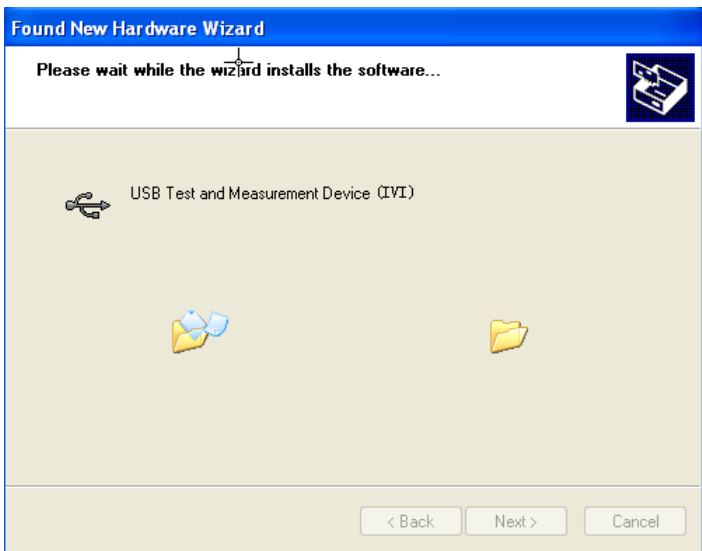 Found New Hardware Wizard
Please wait while the wizard installs the software...
USB Test and Measurement Device (IVI)
< Back
Next >
Cancel